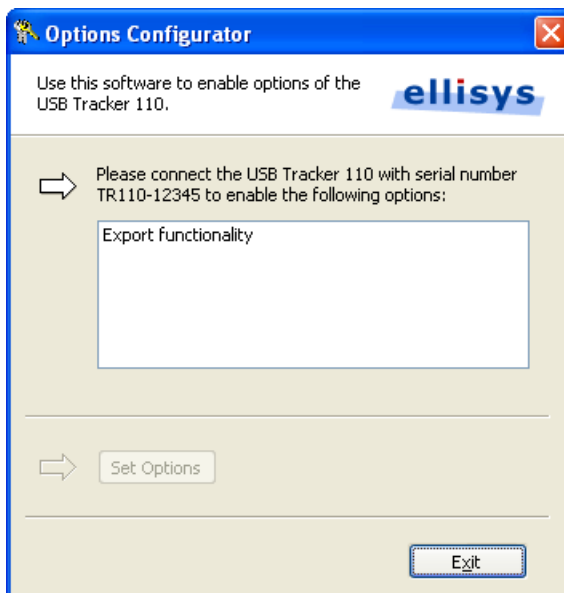 Options Configurator
Use this software to enable options of the
USB Tracker 110.
ellisys
Please connect the USB Tracker 110 with serial number
TR110-12345 to enable the following options:
Export functionality
Set Options
Exit